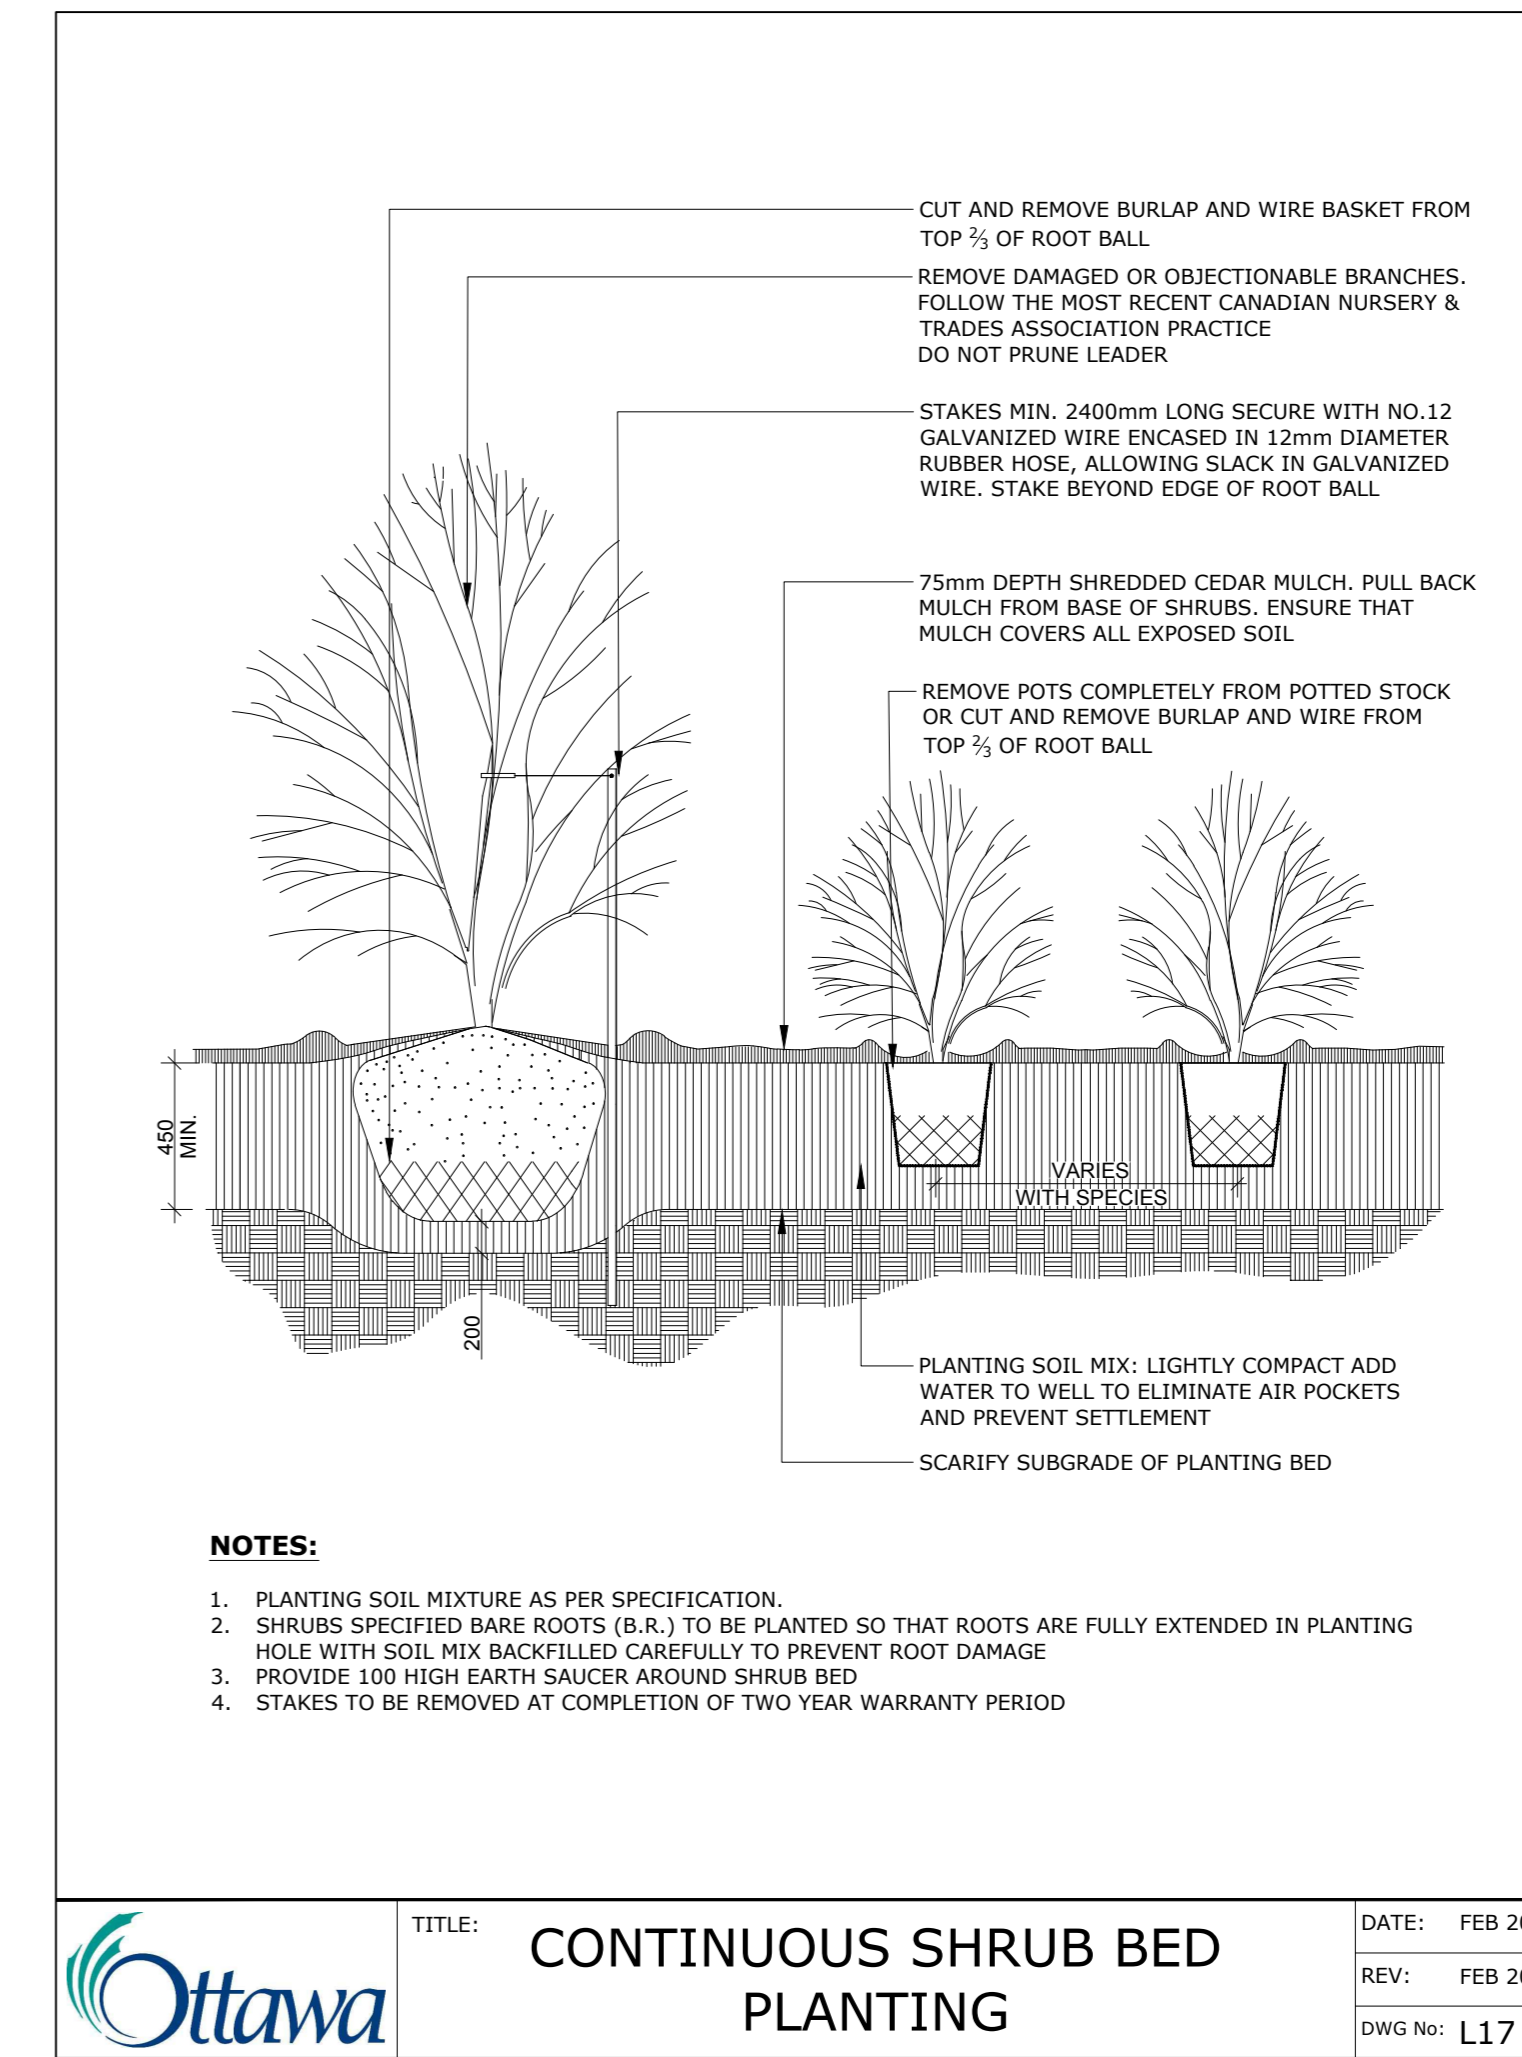 CUT AND REMOVE BURLAP AND WIRE BASKET FROM
TOP ⅔ OF ROOT BALL
REMOVE DAMAGED OR OBJECTIONABLE BRANCHES.
FOLLOW THE MOST RECENT CANADIAN NURSERY &
TRADES ASSOCIATION PRACTICE
DO NOT PRUNE LEADER
STAKES MIN. 2400mm LONG SECURE WITH NO.12
GALVANIZED WIRE ENCASED IN 12mm DIAMETER
RUBBER HOSE, ALLOWING SLACK IN GALVANIZED
WIRE. STAKE BEYOND EDGE OF ROOT BALL
75mm DEPTH SHREDDED CEDAR MULCH. PULL BACK
MULCH FROM BASE OF SHRUBS. ENSURE THAT
MULCH COVERS ALL EXPOSED SOIL
REMOVE POTS COMPLETELY FROM POTTED STOCK
OR CUT AND REMOVE BURLAP AND WIRE FROM
TOP ⅔ OF ROOT BALL
450
MIN.
VARIES
WITH SPECIES
200
PLANTING SOIL MIX: LIGHTLY COMPACT ADD
WATER TO WELL TO ELIMINATE AIR POCKETS
AND PREVENT SETTLEMENT
SCARIFY SUBGRADE OF PLANTING BED
NOTES:
1. PLANTING SOIL MIXTURE AS PER SPECIFICATION.
2. SHRUBS SPECIFIED BARE ROOTS (B.R.) TO BE PLANTED SO THAT ROOTS ARE FULLY EXTENDED IN PLANTING
HOLE WITH SOIL MIX BACKFILLED CAREFULLY TO PREVENT ROOT DAMAGE
3. PROVIDE 100 HIGH EARTH SAUCER AROUND SHRUB BED
4. STAKES TO BE REMOVED AT COMPLETION OF TWO YEAR WARRANTY PERIOD
Ottawa
TITLE:
CONTINUOUS SHRUB BED
PLANTING
DATE: FEB
REV: FEB
DWG No: L17